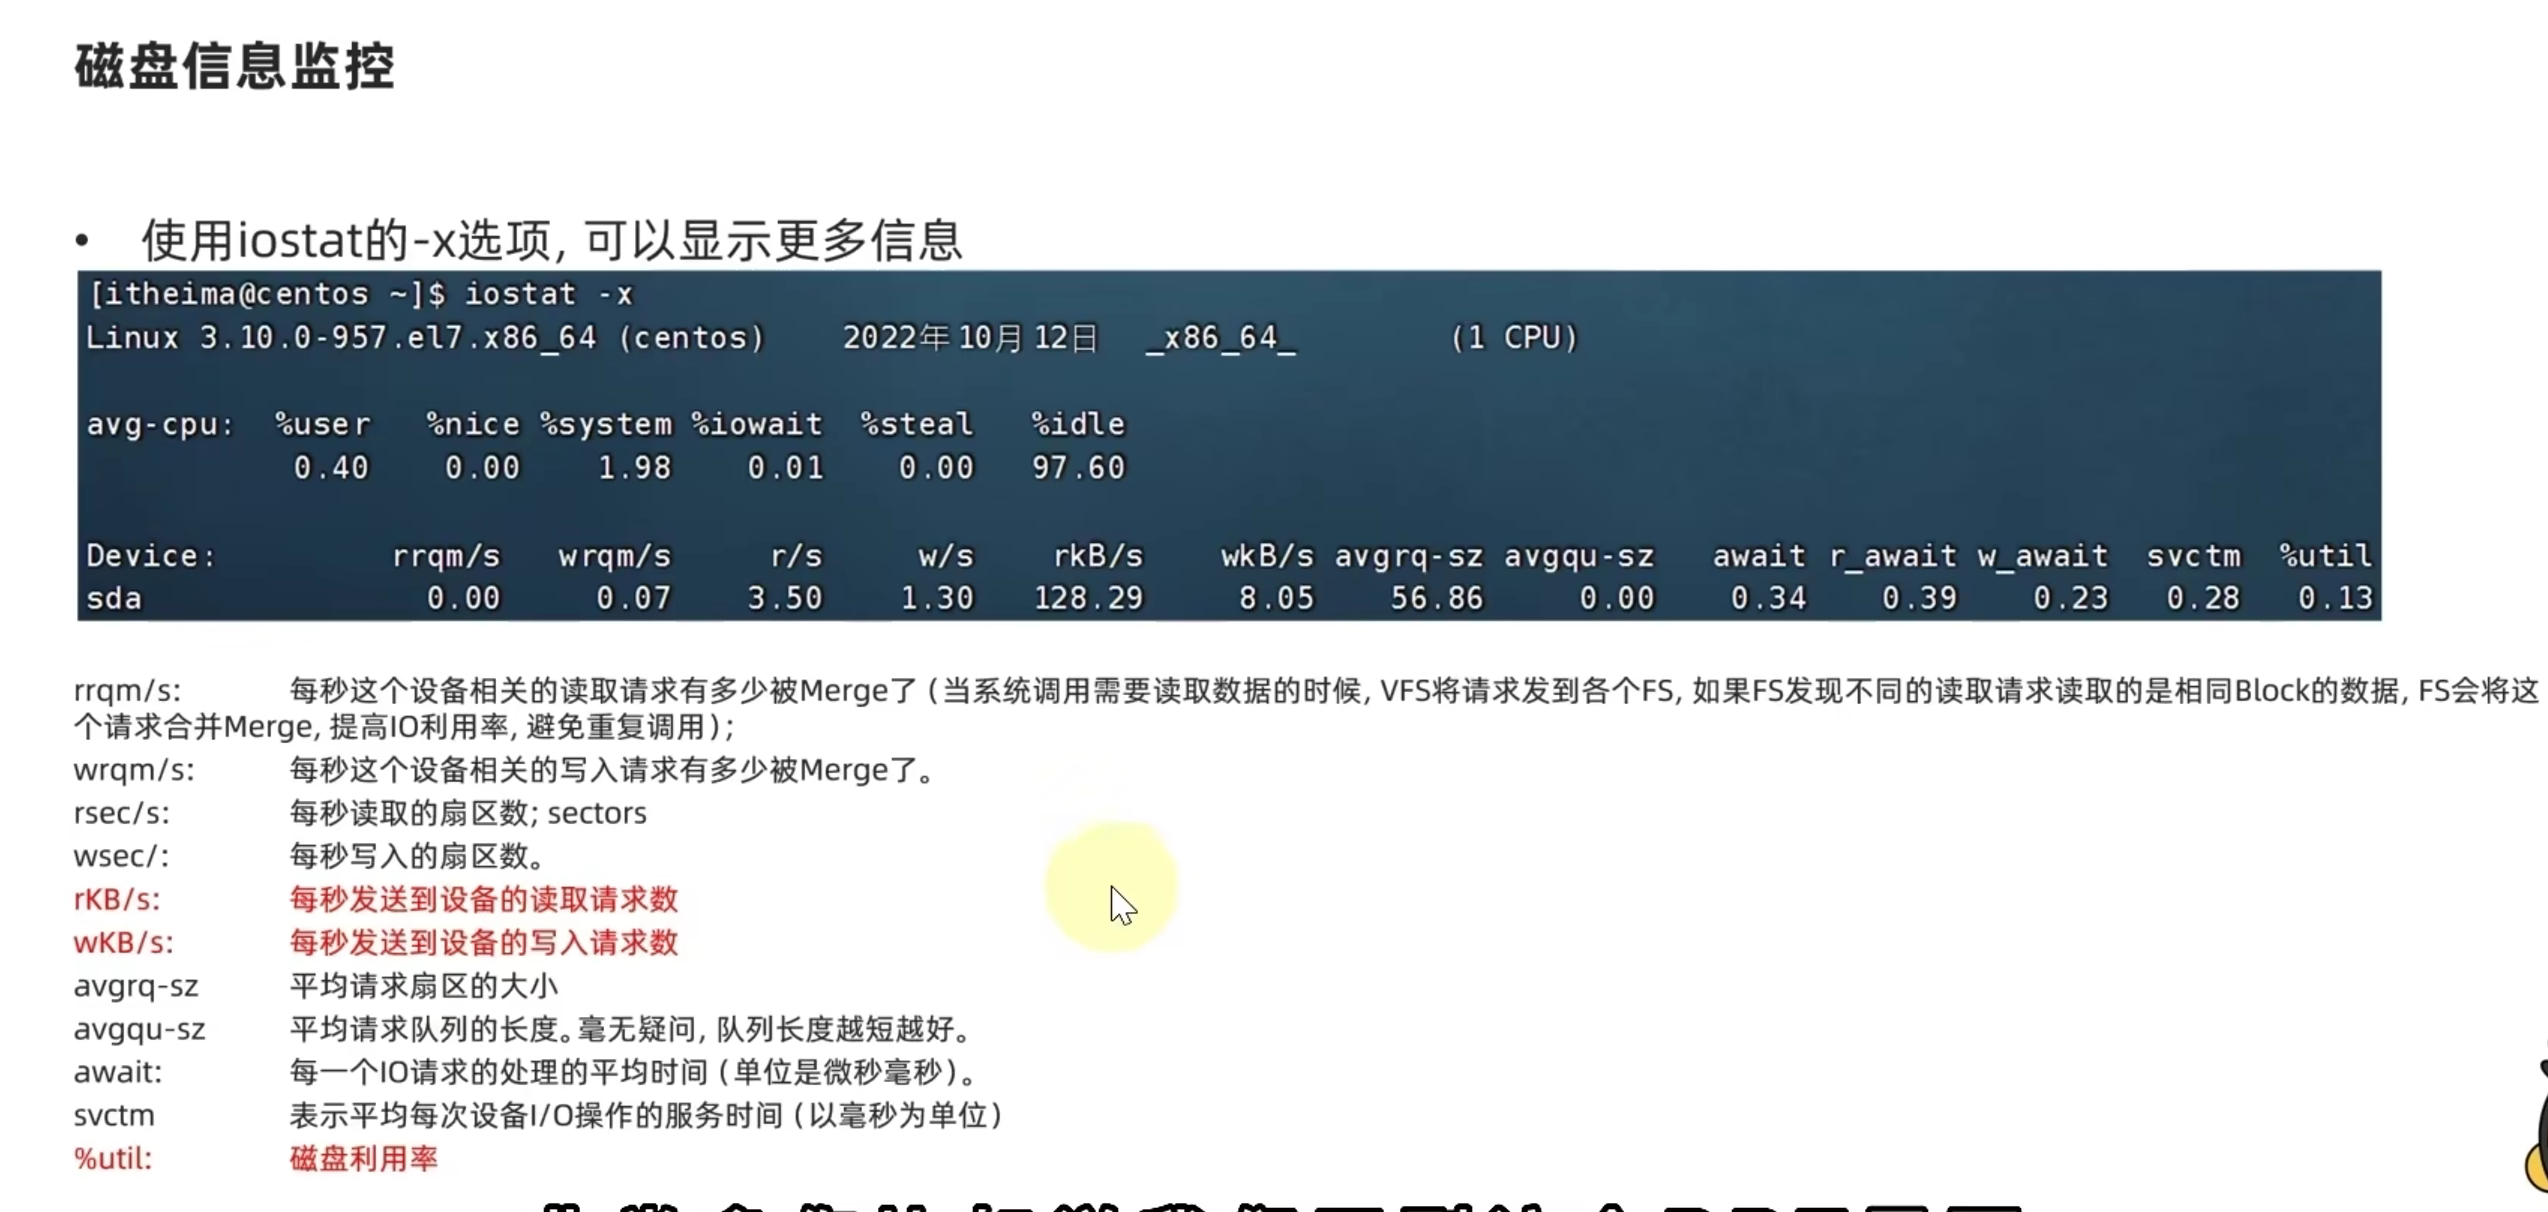 磁盘信息监控
• 使用iostat的-x选项, 可以显示更多信息
[itheima@centos ~]$ iostat -x
Linux 3.10.0-957.el7.x86_64 (centos) 2022年10月12日 _x86_64_ (1 CPU)
avg-cpu: %user %nice %system %iowait %steal %idle
0.40 0.00 1.98 0.01 0.00 97.60
Device: rrqm/s wrqm/s r/s w/s rkB/s wkB/s avgrq-sz avgqu-sz await r_await w_await svctm %util
sda 0.00 0.07 3.50 1.30 128.29 8.05 56.86 0.00 0.34 0.39 0.23 0.28 0.13
rrqm/s: 每秒这个设备相关的读取请求有多少被Merge了（当系统调用需要读取数据的时候, VFS将请求发到各个FS, 如果FS发现不同的读取请求读取的是相同Block的数据, FS会将这
个请求合并Merge, 提高IO利用率, 避免重复调用）;
wrqm/s: 每秒这个设备相关的写入请求有多少被Merge了。
rsec/s: 每秒读取的扇区数; sectors
wsec/: 每秒写入的扇区数。
rKB/s: 每秒发送到设备的读取请求数
wKB/s: 每秒发送到设备的写入请求数
avgrq-sz 平均请求扇区的大小
avgqu-sz 平均请求队列的长度。毫无疑问, 队列长度越短越好。
await: 每一个IO请求的处理的平均时间（单位是微秒毫秒）。
svctm 表示平均每次设备I/O操作的服务时间（以毫秒为单位）
%util: 磁盘利用率